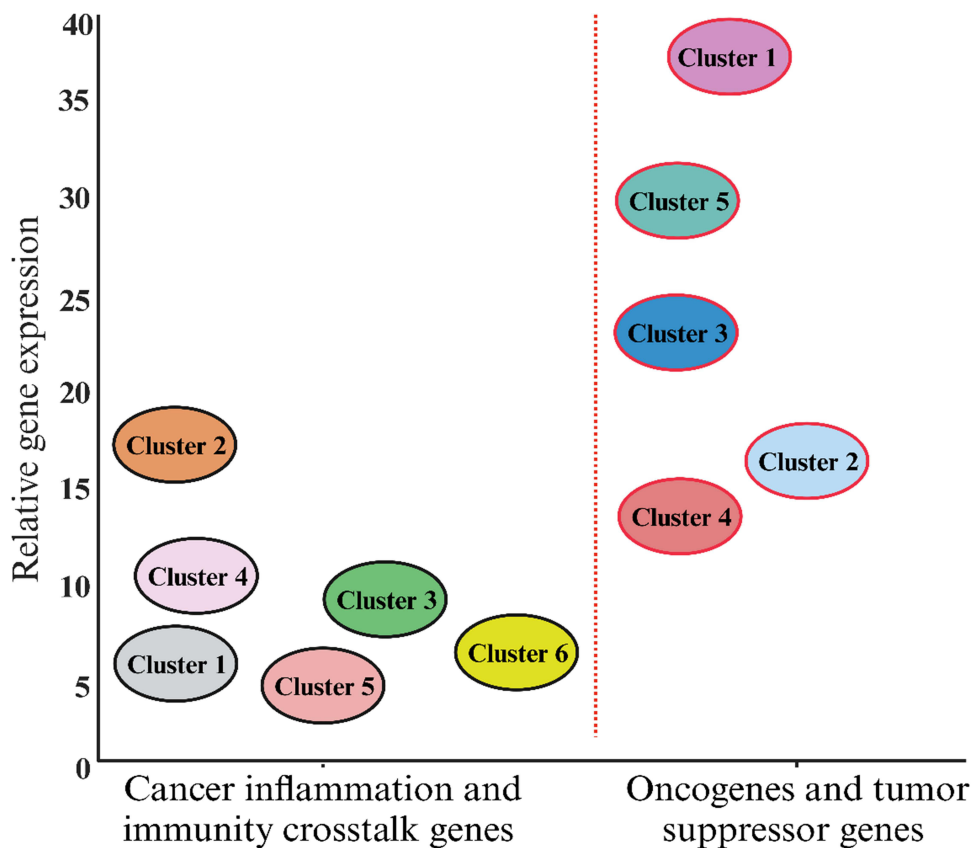 Relative gene expression
40
35
30
25
20
15
10
5
0
Cluster 2
Cluster 4
Cluster 3
Cluster 1
Cluster 5
Cluster 6
Cluster 1
Cluster 5
Cluster 3
Cluster 2
Cluster 4
Cancer inflammation and
immunity crosstalk genes
Oncogenes and tumor
suppressor genes